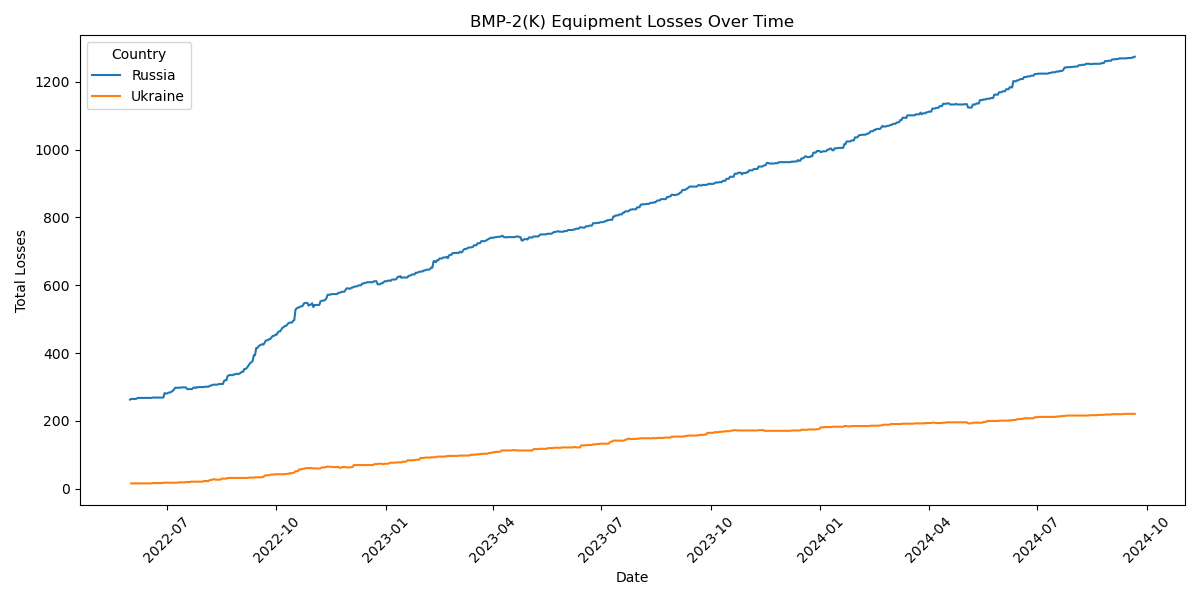 BMP-2(K) Equipment Losses Over Time
Country
Russia
Ukraine
Total Losses
1200
1000
800
600
400
200
0
2022-07
2022-10
2023-01
2023-04
2023-07
2023-10
2024-01
2024-04
2024-07
2024-10
Date